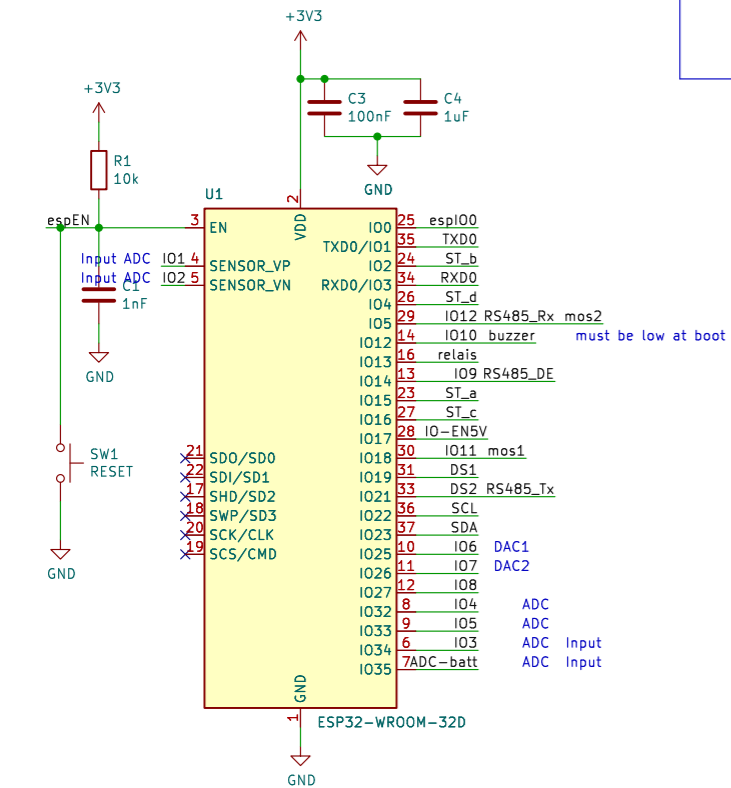 +3V3
+3V3
C3
100nF
C4
1uF
GND
R1
10k
U1
espEN
3 EN
2 VDD
Input ADC IO1 4 SENSOR_VP
Input ADC IO2 5 SENSOR_VN
C1
1nF
GND
SW1
RESET
GND
21 SDO/SD0
22 SDI/SD1
17 SHD/SD2
18 SWP/SD3
20 SCK/CLK
19 SCS/CMD
IO0 25 espIO0
TXD0/IO1 35 TXD0
IO2 24 ST_b
RXD0/IO3 34 RXD0
IO4 26 ST_d
IO5 29 IO12 RS485_Rx mos2
IO12 14 IO10 buzzer must be low at boot
IO13 16 relais
IO14 13 IO9 RS485_DE
IO15 23 ST_a
IO16 27 ST_c
IO17 28 IO-EN5V
IO18 30 IO11 mos1
IO19 31 DS1
IO21 33 DS2 RS485_Tx
IO22 36 SCL
IO23 37 SDA
IO25 10 IO6 DAC1
IO26 11 IO7 DAC2
IO27 12 IO8
IO32 8 IO4 ADC
IO33 9 IO5 ADC
IO34 6 IO3 ADC Input
IO35 7 ADC-batt ADC Input
GND
1
ESP32-WROOM-32D
GND